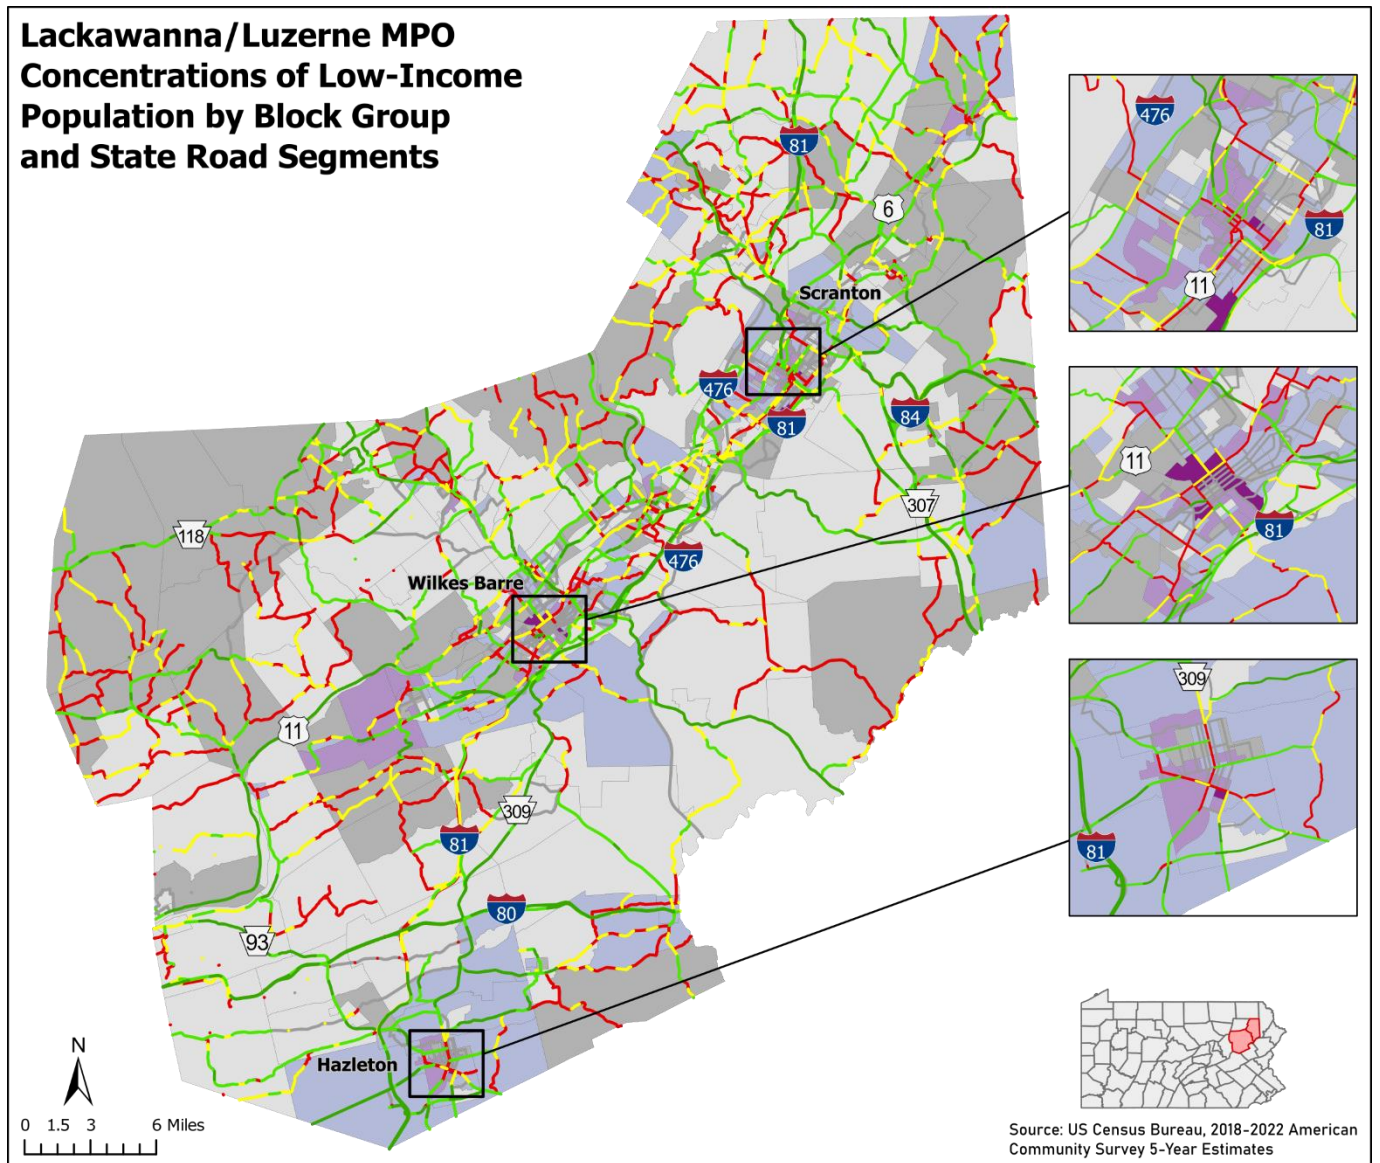 Lackawanna/Luzerne MPO
Concentrations of Low-Income
Population by Block Group
and State Road Segments
81
6
Scranton
476
81
84
307
118
476
Wilkes Barre
11
309
81
80
93
Hazleton
476
81
11
11
81
309
81
N
0 1.5 3 6 Miles
Source: US Census Bureau, 2018-2022 American
Community Survey 5-Year Estimates